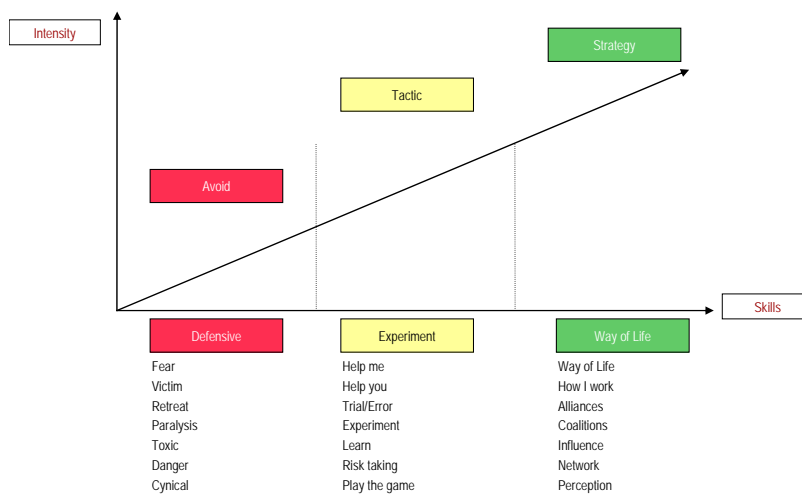 Intensity
Strategy
Tactic
Avoid
Skills
Defensive
Experiment
Way of Life
Fear
Victim
Retreat
Paralysis
Toxic
Danger
Cynical
Help me
Help you
Trial/Error
Experiment
Learn
Risk taking
Play the game
Way of Life
How I work
Alliances
Coalitions
Influence
Network
Perception